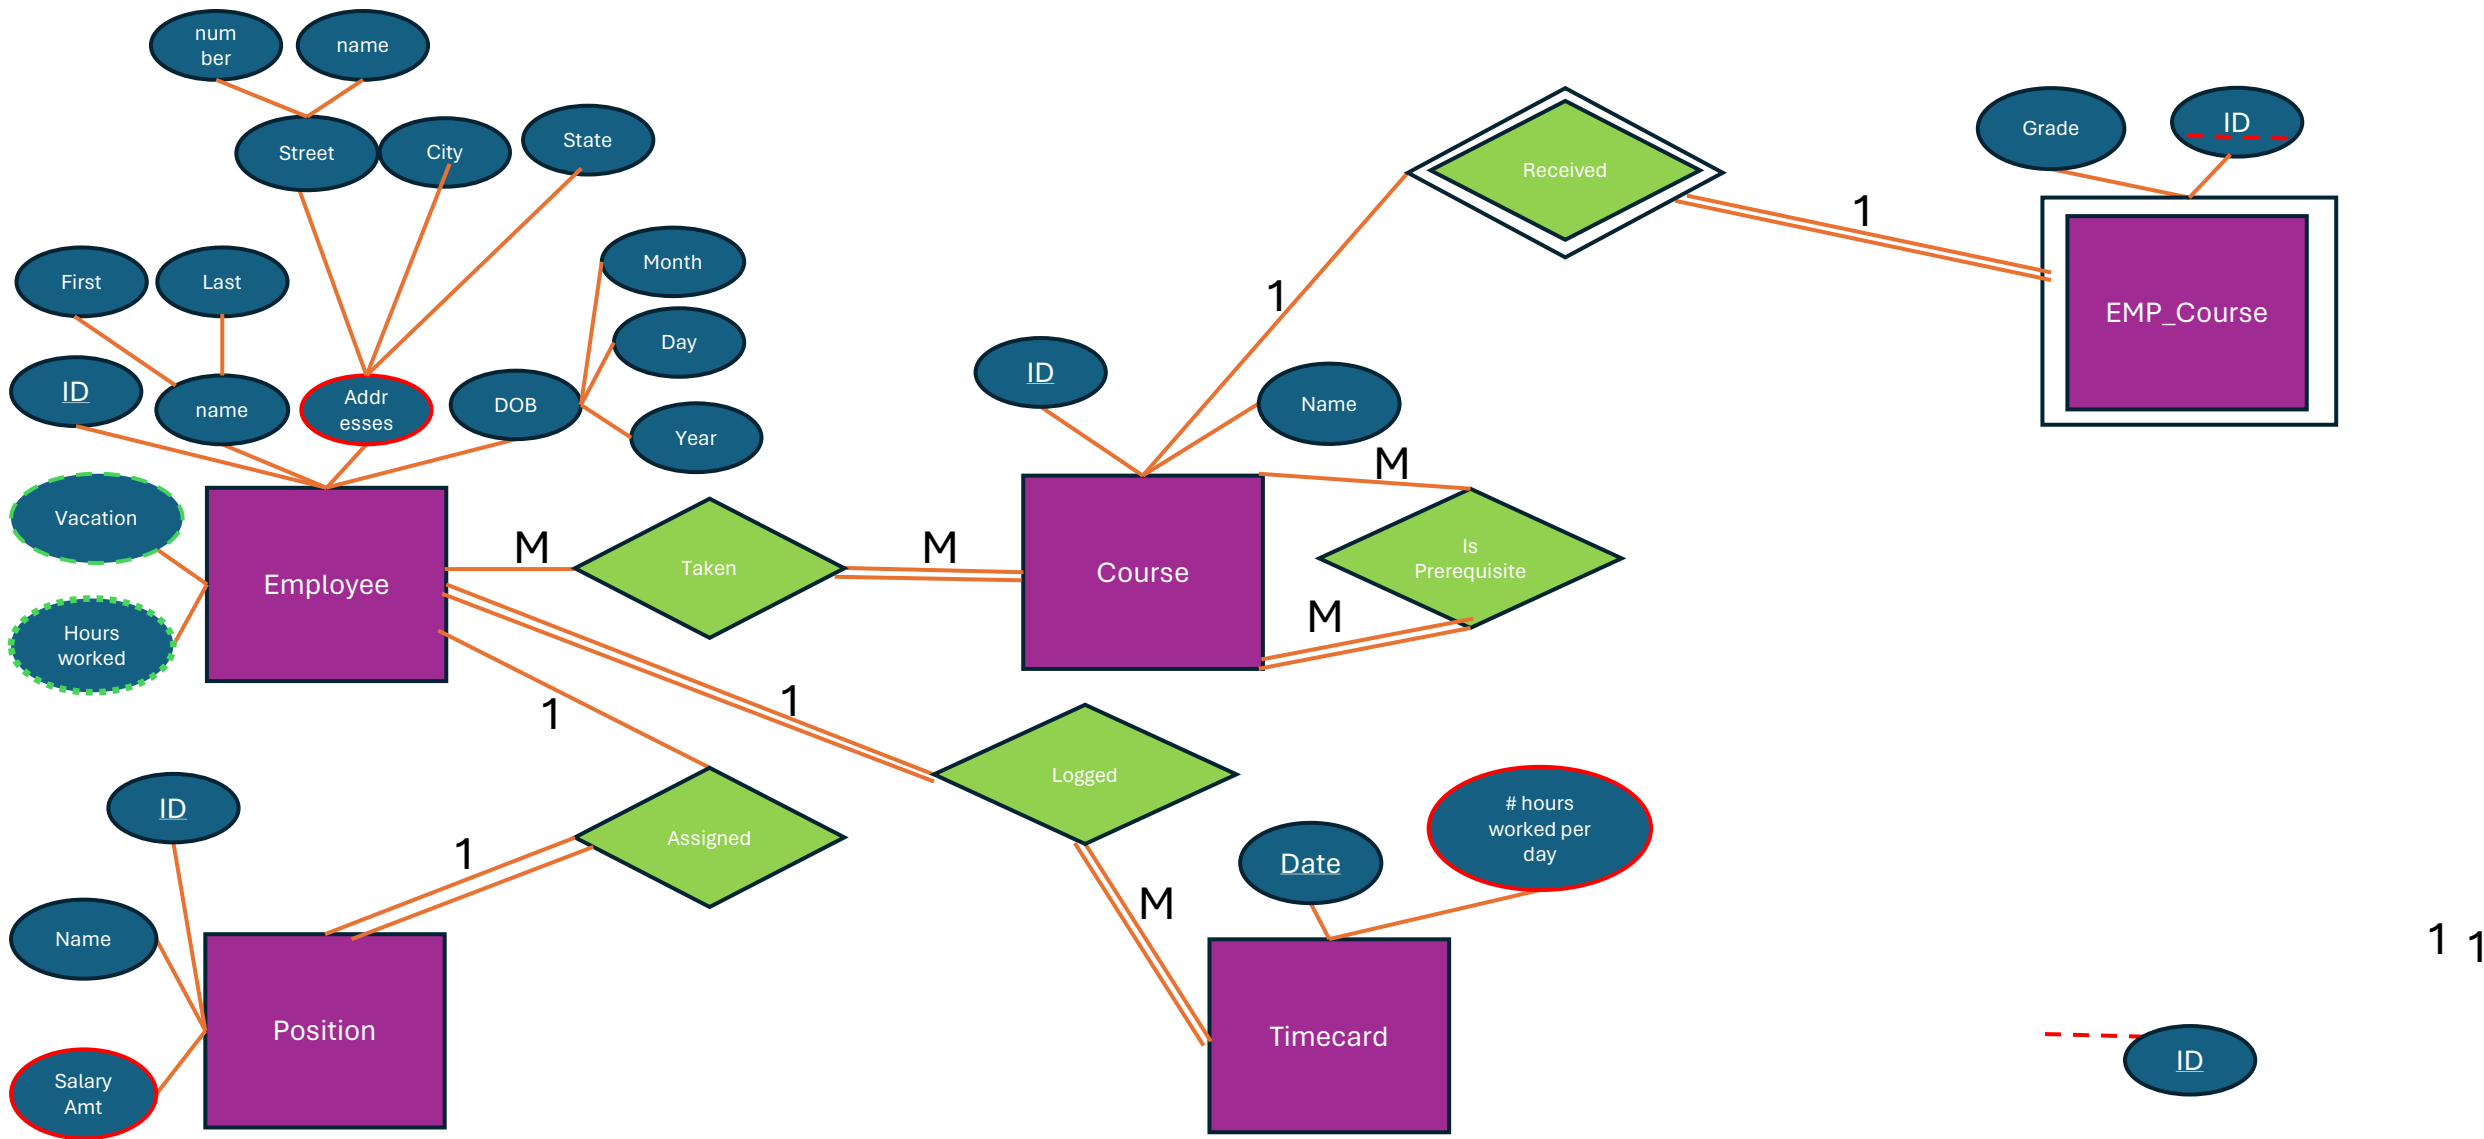 num
ber
name
Street
City
State
First
Last
Month
Day
ID
name
Addr
esses
DOB
Year
Vacation
Hours
worked
Employee
M
Taken
M
Course
ID
Name
1
Received
1
Grade
ID
EMP_Course
M
Is
Prerequisite
M
1
1
Logged
Assigned
1
ID
Name
Salary
Amt
Position
M
Date
# hours
worked per
day
Timecard
1
1
ID